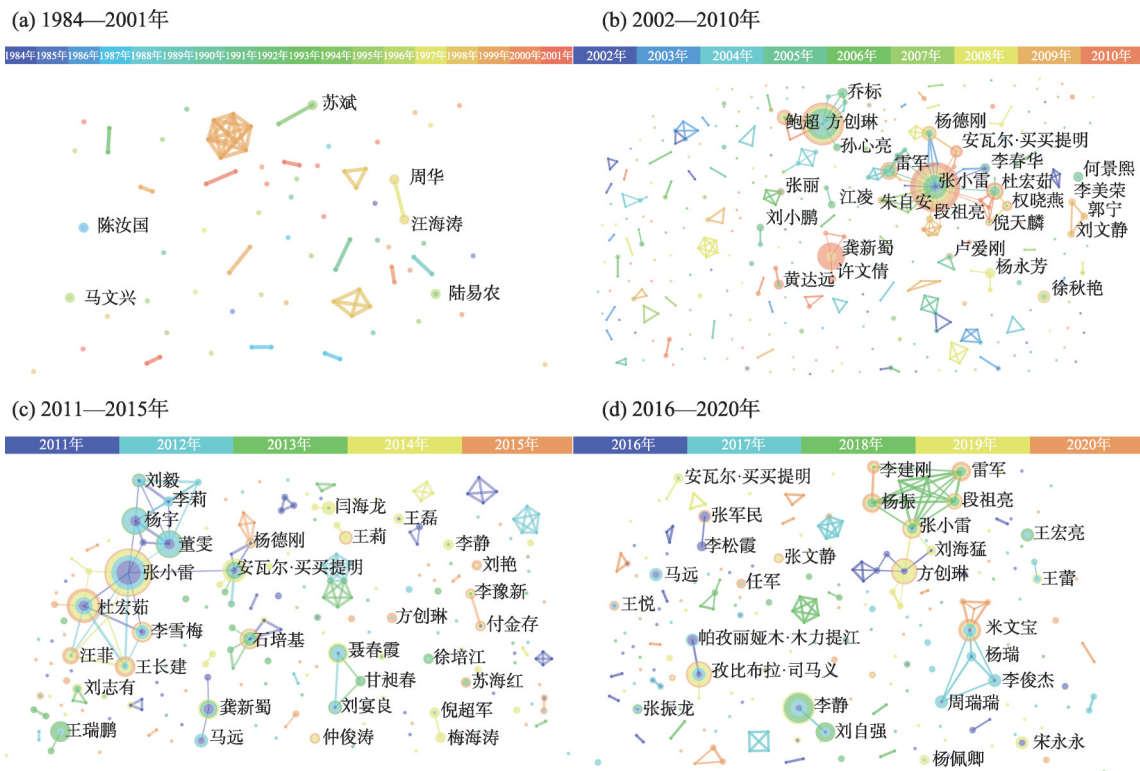 (a) 1984—2001年
1984年1985年1986年1987年1988年1989年1990年1991年1992年1993年1994年1995年1996年1997年1998年1999年2000年2001年
苏斌
周华
汪海涛
陈汝国
马文兴
陆易农
(b) 2002—2010年
2002年 2003年 2004年 2005年 2006年 2007年 2008年 2009年 2010年
乔标
鲍超 方创琳
孙心亮
杨德刚
安瓦尔·买买提明
雷军
李春华
张小雷
杜宏茹
何景熙
张丽
江凌
朱自安
权晓燕
李美荣
郭宁
刘小鹏
段祖亮
倪天麟
刘文静
龚新蜀
许文倩
卢爱刚
黄达远
杨永芳
徐秋艳
(c) 2011—2015年
2011年 2012年 2013年 2014年 2015年
刘毅
李莉
杨宇
董雯
闫海龙
王磊
杨德刚
王莉
李静
张小雷
安瓦尔·买买提明
刘艳
杜宏茹
李豫新
方创琳
付金存
李雪梅
石培基
汪菲
王长建
聂春霞
徐培江
刘志有
甘昶春
苏海红
龚新蜀
刘宴良
倪超军
王瑞鹏
马远
仲俊涛
梅海涛
(d) 2016—2020年
2016年 2017年 2018年 2019年 2020年
安瓦尔·买买提明
李建刚
雷军
杨振
段祖亮
张军民
张小雷
王宏亮
李松霞
张文静
刘海猛
马远
任军
方创琳
王蕾
王悦
米文宝
帕孜丽娅木·木力提江
杨瑞
孜比布拉·司马义
李俊杰
张振龙
李静
周瑞瑞
刘自强
宋永永
杨佩卿